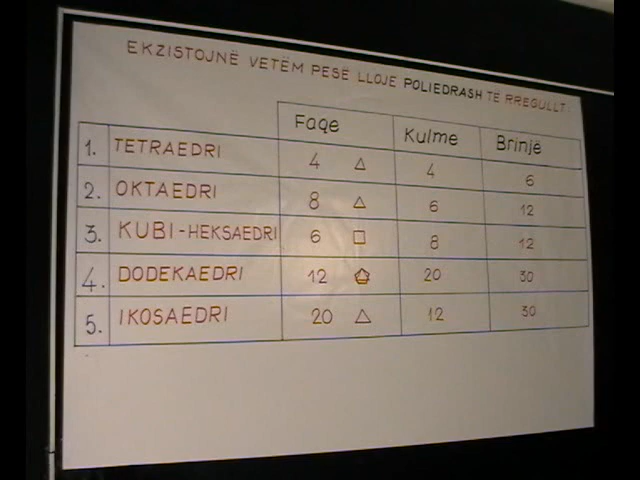 EKZISTOJNË VETËM PESË LLOJE POLIEDRASH TË RREGULLT:
Faqe Kulme Brinjë
1. TETRAEDRI 4 △ 4 6
2. OKTAEDRI 8 △ 6 12
3. KUBI-HEKSAEDRI 6 □ 8 12
4. DODEKAEDRI 12 ⬠ 20 30
5. IKOSAEDRI 20 △ 12 30